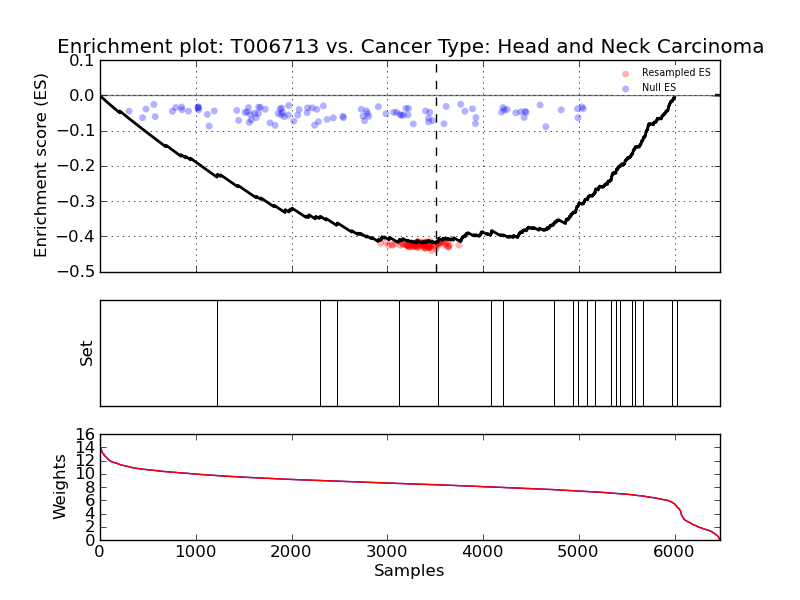 Enrichment plot: T006713 vs. Cancer Type: Head and Neck Carcinoma
Enrichment score (ES)
0.1
0.0
−0.1
−0.2
−0.3
−0.4
−0.5
Resampled ES
Null ES
Set
Weights
16
14
12
10
8
6
4
2
0
0 1000 2000 3000 4000 5000 6000
Samples